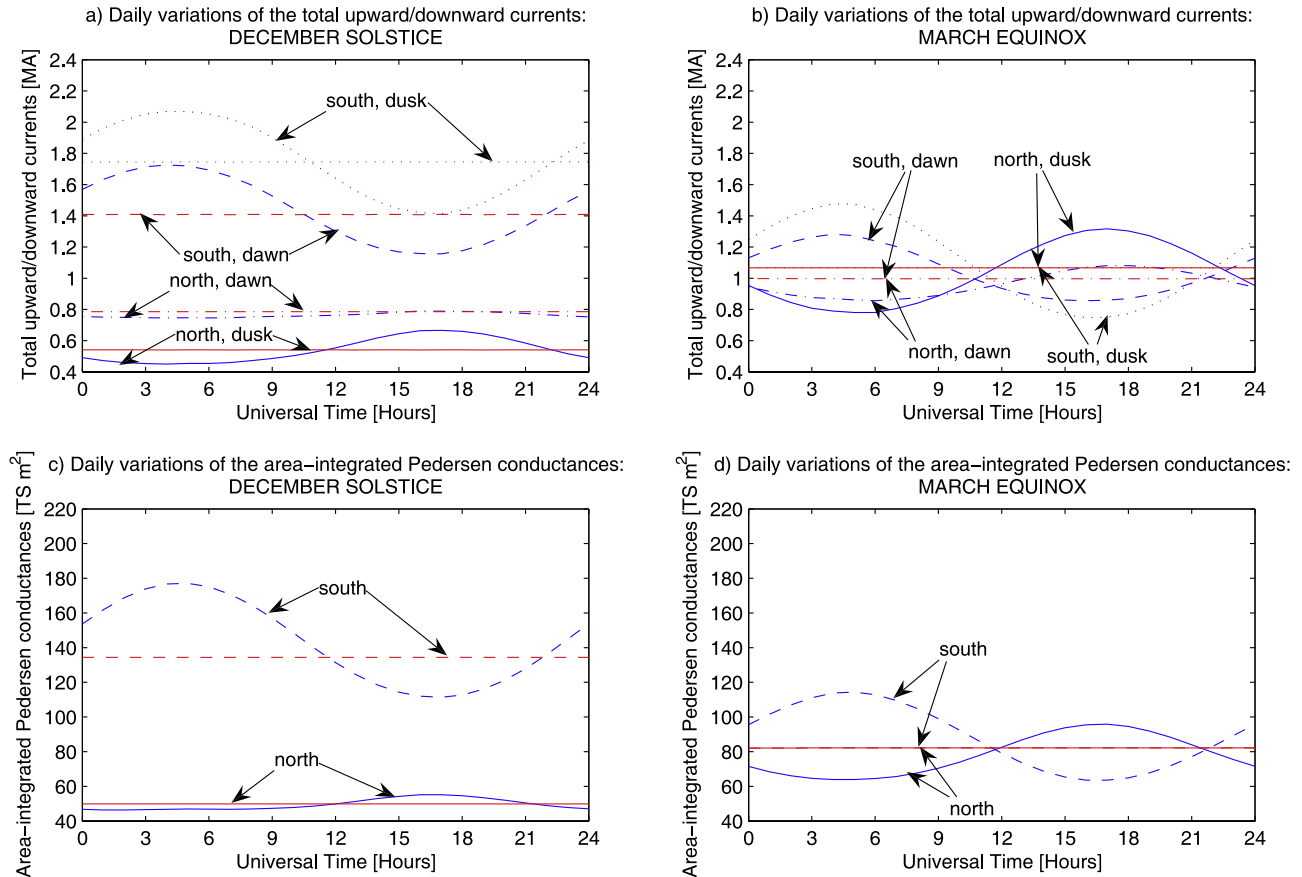 a) Daily variations of the total upward/downward currents:
DECEMBER SOLSTICE
Total upward/downward currents [MA]
2.4
2.2
2
1.8
1.6
1.4
1.2
1
0.8
0.6
0.4
south, dusk
south, dawn
north, dawn
north, dusk
0 3 6 9 12 15 18 21 24
Universal Time [Hours]
b) Daily variations of the total upward/downward currents:
MARCH EQUINOX
Total upward/downward currents [MA]
2.4
2.2
2
1.8
1.6
1.4
1.2
1
0.8
0.6
0.4
south, dawn
north, dusk
north, dawn
south, dusk
0 3 6 9 12 15 18 21 24
Universal Time [Hours]
c) Daily variations of the area−integrated Pedersen conductances:
DECEMBER SOLSTICE
Area−integrated Pedersen conductances [TS m²]
220
200
180
160
140
120
100
80
60
40
south
north
0 3 6 9 12 15 18 21 24
Universal Time [Hours]
d) Daily variations of the area−integrated Pedersen conductances:
MARCH EQUINOX
Area−integrated Pedersen conductances [TS m²]
220
200
180
160
140
120
100
80
60
40
south
north
0 3 6 9 12 15 18 21 24
Universal Time [Hours]